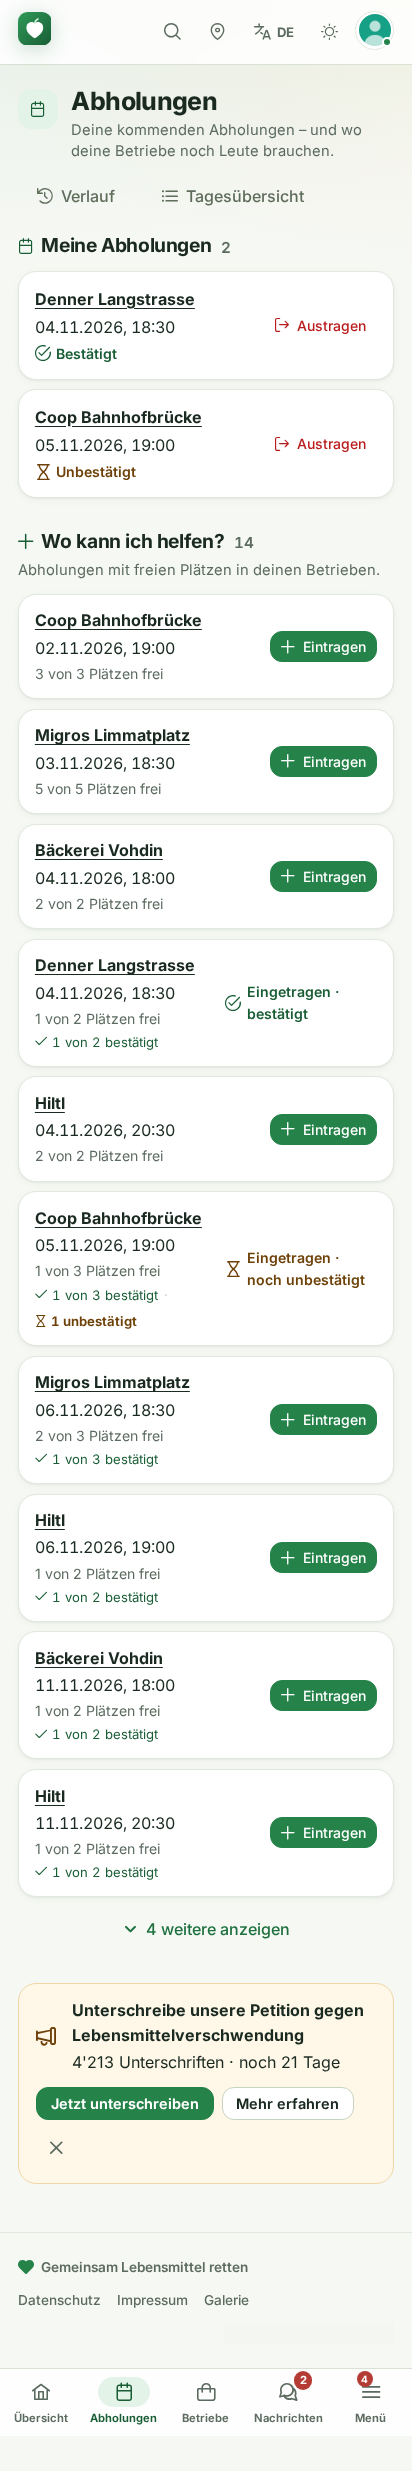 DE
Abholungen
Deine kommenden Abholungen – und wo
deine Betriebe noch Leute brauchen.
Verlauf
Tagesübersicht
Meine Abholungen 2
Denner Langstrasse
04.11.2026, 18:30
Bestätigt
Austragen
Coop Bahnhofbrücke
05.11.2026, 19:00
Unbestätigt
Austragen
Wo kann ich helfen? 14
Abholungen mit freien Plätzen in deinen Betrieben.
Coop Bahnhofbrücke
02.11.2026, 19:00
3 von 3 Plätzen frei
Eintragen
Migros Limmatplatz
03.11.2026, 18:30
5 von 5 Plätzen frei
Eintragen
Bäckerei Vohdin
04.11.2026, 18:00
2 von 2 Plätzen frei
Eintragen
Denner Langstrasse
04.11.2026, 18:30
1 von 2 Plätzen frei
1 von 2 bestätigt
Eingetragen ·
bestätigt
Hiltl
04.11.2026, 20:30
2 von 2 Plätzen frei
Eintragen
Coop Bahnhofbrücke
05.11.2026, 19:00
1 von 3 Plätzen frei
1 von 3 bestätigt ·
1 unbestätigt
Eingetragen ·
noch unbestätigt
Migros Limmatplatz
06.11.2026, 18:30
2 von 3 Plätzen frei
1 von 3 bestätigt
Eintragen
Hiltl
06.11.2026, 19:00
1 von 2 Plätzen frei
1 von 2 bestätigt
Eintragen
Bäckerei Vohdin
11.11.2026, 18:00
1 von 2 Plätzen frei
1 von 2 bestätigt
Eintragen
Hiltl
11.11.2026, 20:30
1 von 2 Plätzen frei
1 von 2 bestätigt
Eintragen
4 weitere anzeigen
Unterschreibe unsere Petition gegen
Lebensmittelverschwendung
4'213 Unterschriften · noch 21 Tage
Jetzt unterschreiben
Mehr erfahren
Gemeinsam Lebensmittel retten
Datenschutz Impressum Galerie
2
4
Übersicht Abholungen Betriebe Nachrichten Menü